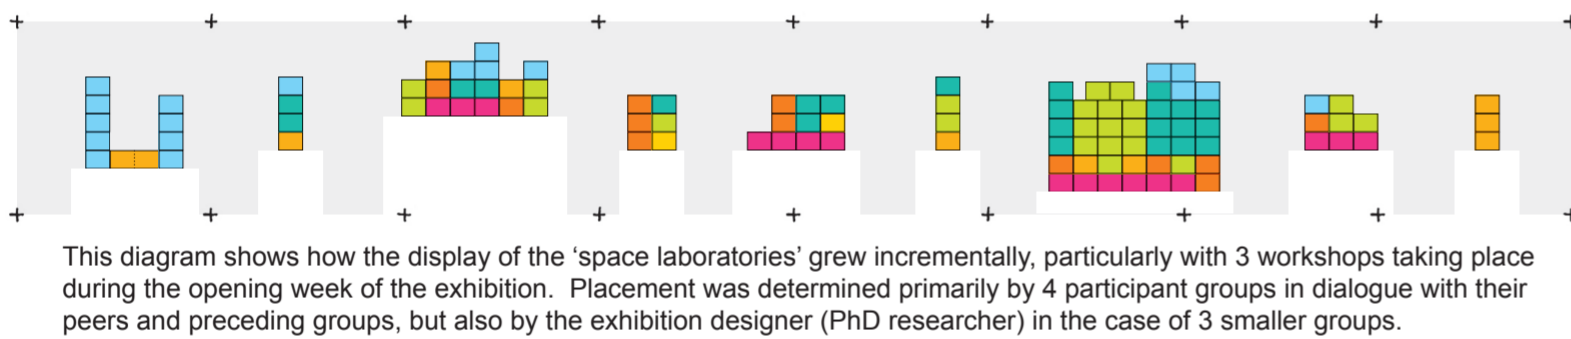 This diagram shows how the display of the ‘space laboratories’ grew incrementally, particularly with 3 workshops taking place
during the opening week of the exhibition.  Placement was determined primarily by 4 participant groups in dialogue with their
peers and preceding groups, but also by the exhibition designer (PhD researcher) in the case of 3 smaller groups.